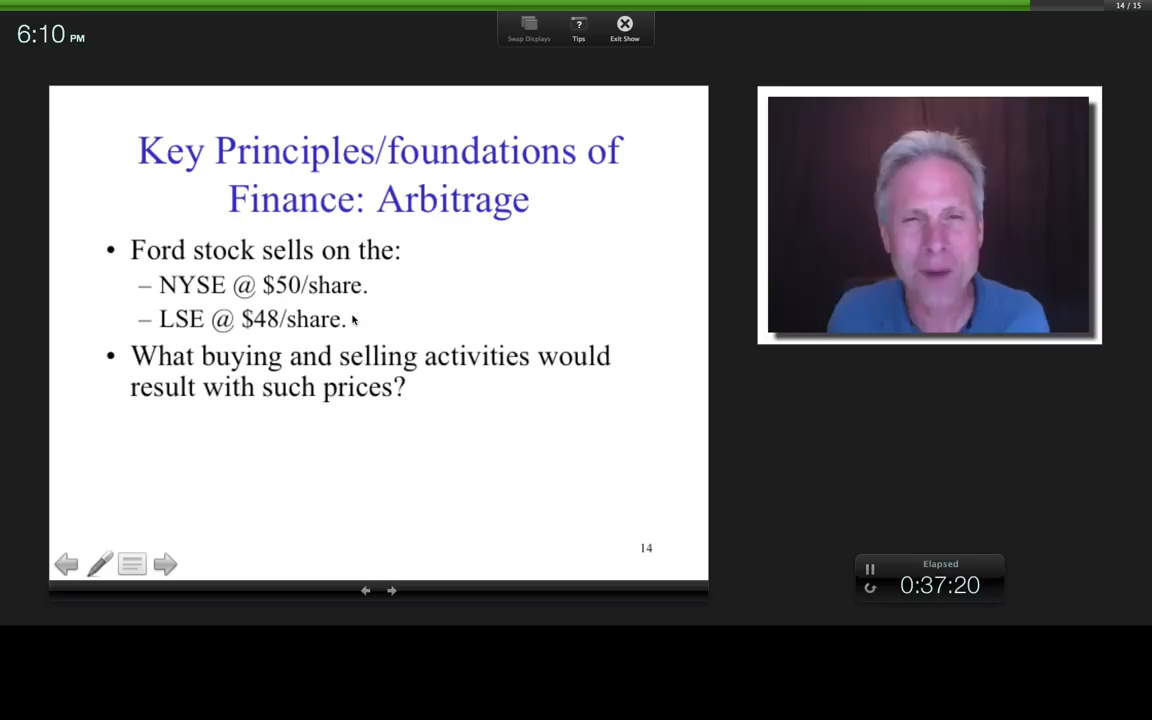 14 / 15
6:10 PM
Swap Displays
Tips
Exit Show
Key Principles/foundations of
Finance: Arbitrage
• Ford stock sells on the:
– NYSE @ $50/share.
– LSE @ $48/share.
• What buying and selling activities would
result with such prices?
14
Elapsed
0:37:20